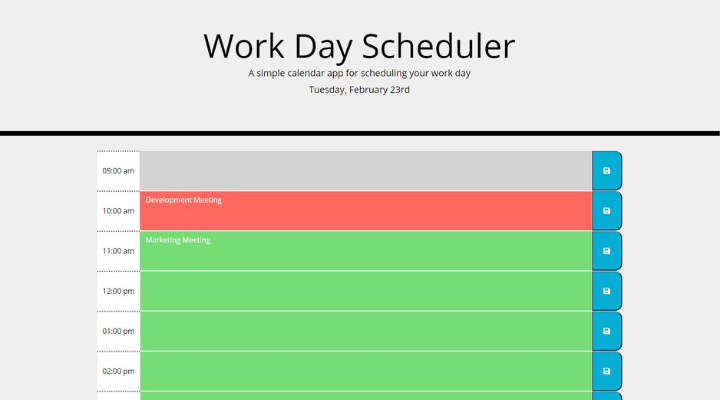 Work Day Scheduler
A simple calendar app for scheduling your work day
Tuesday, February 23rd
09:00 am
10:00 am Development Meeting
11:00 am Marketing Meeting
12:00 pm
01:00 pm
02:00 pm